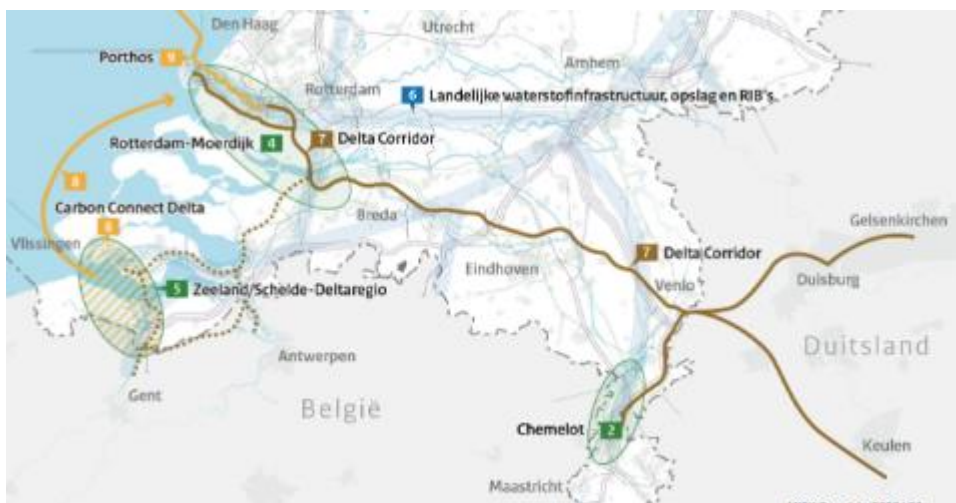 Den Haag
Utrecht
Porthos 9
Arnhem
Rotterdam
6 Landelijke waterstofinfrastructuur, opslag en RIB's
Rotterdam-Moerdijk 4
7 Delta Corridor
8
Carbon Connect Delta
8
Breda
Vlissingen
Gelsenkirchen
Eindhoven
7 Delta Corridor
5 Zeeland/Schelde-Deltaregio
Venlo
Duisburg
Antwerpen
Duitsland
Gent
België
Chemelot 2
Keulen
Maastricht